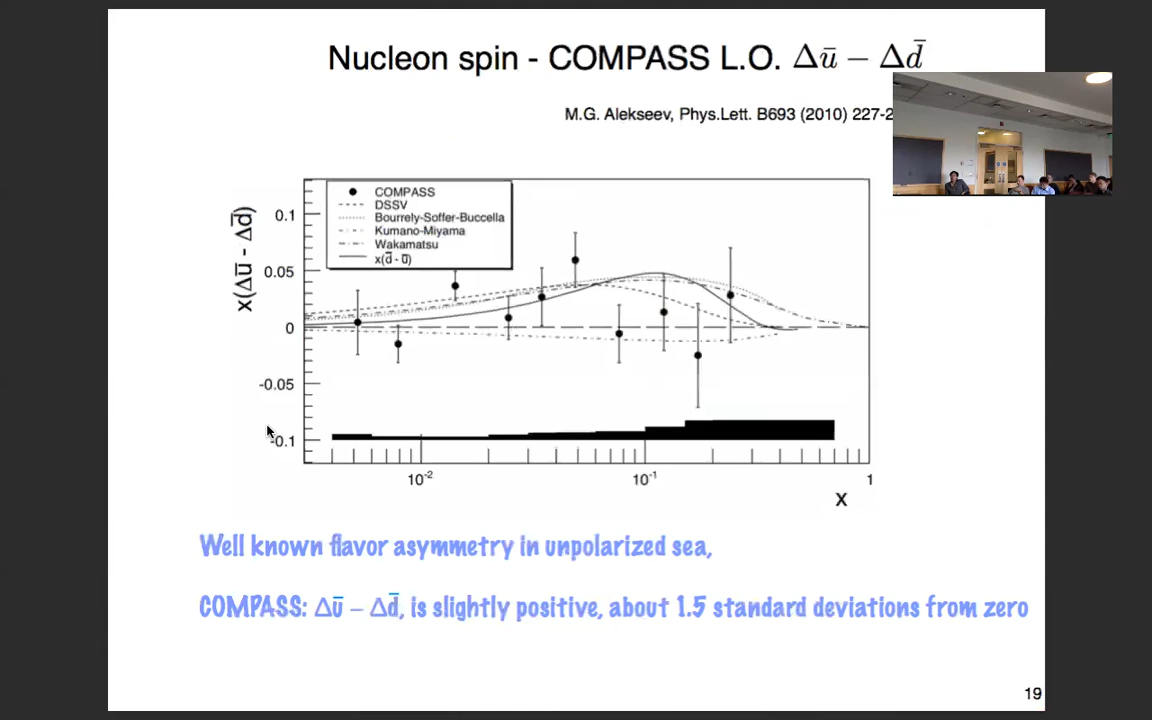 Nucleon spin - COMPASS L.O. Δū − Δd̄
M.G. Alekseev, Phys.Lett. B693 (2010) 227-2
COMPASS
DSSV
Bourrely-Soffer-Buccella
Kumano-Miyama
Wakamatsu
x(d̄ - ū)
x(Δū - Δd̄)
0.1
0.05
0
-0.05
-0.1
10⁻²
10⁻¹
1
x
Well known flavor asymmetry in unpolarized sea,
COMPASS: Δū − Δd̄, is slightly positive, about 1.5 standard deviations from zero
19